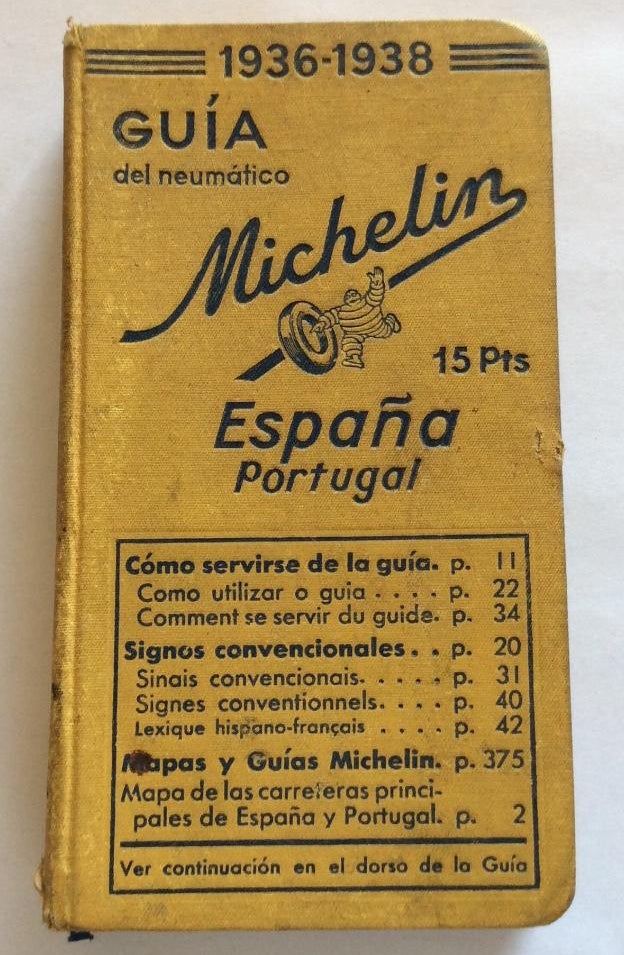 1936-1938
GUÍA
del neumático
Michelin
15 Pts
España
Portugal
Cómo servirse de la guía. p. 11
Como utilizar o guia . . . . p. 22
Comment se servir du guide. p. 34
Signos convencionales. . p. 20
Sinais convencionais. . . . . p. 31
Signes conventionnels. . . . p. 40
Lexique hispano-français . . . . p. 42
Mapas y Guías Michelin. p. 375
Mapa de las carreteras princi-
pales de España y Portugal. p. 2
Ver continuación en el dorso de la Guía